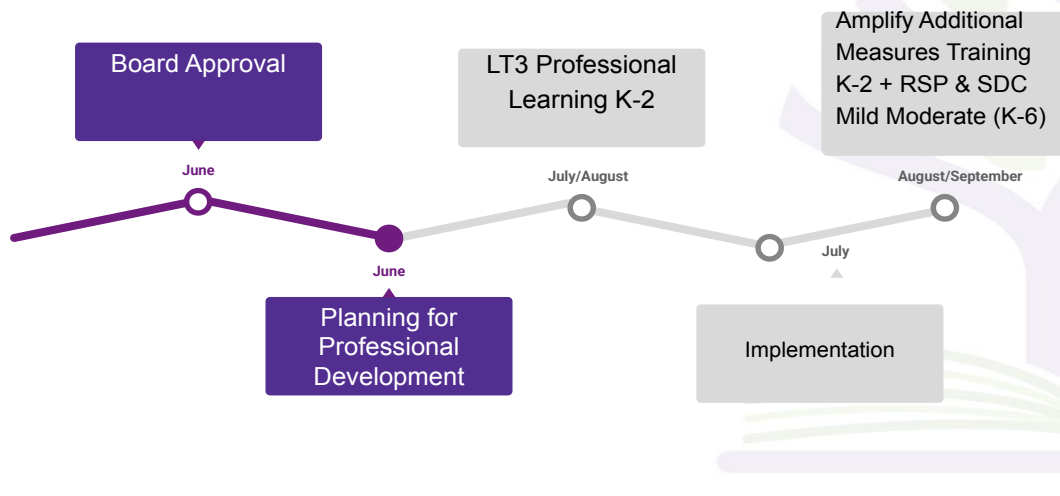 Board Approval
June
June
Planning for
Professional
Development
LT3 Professional
Learning K-2
July/August
July
Implementation
Amplify Additional
Measures Training
K-2 + RSP & SDC
Mild Moderate (K-6)
August/September